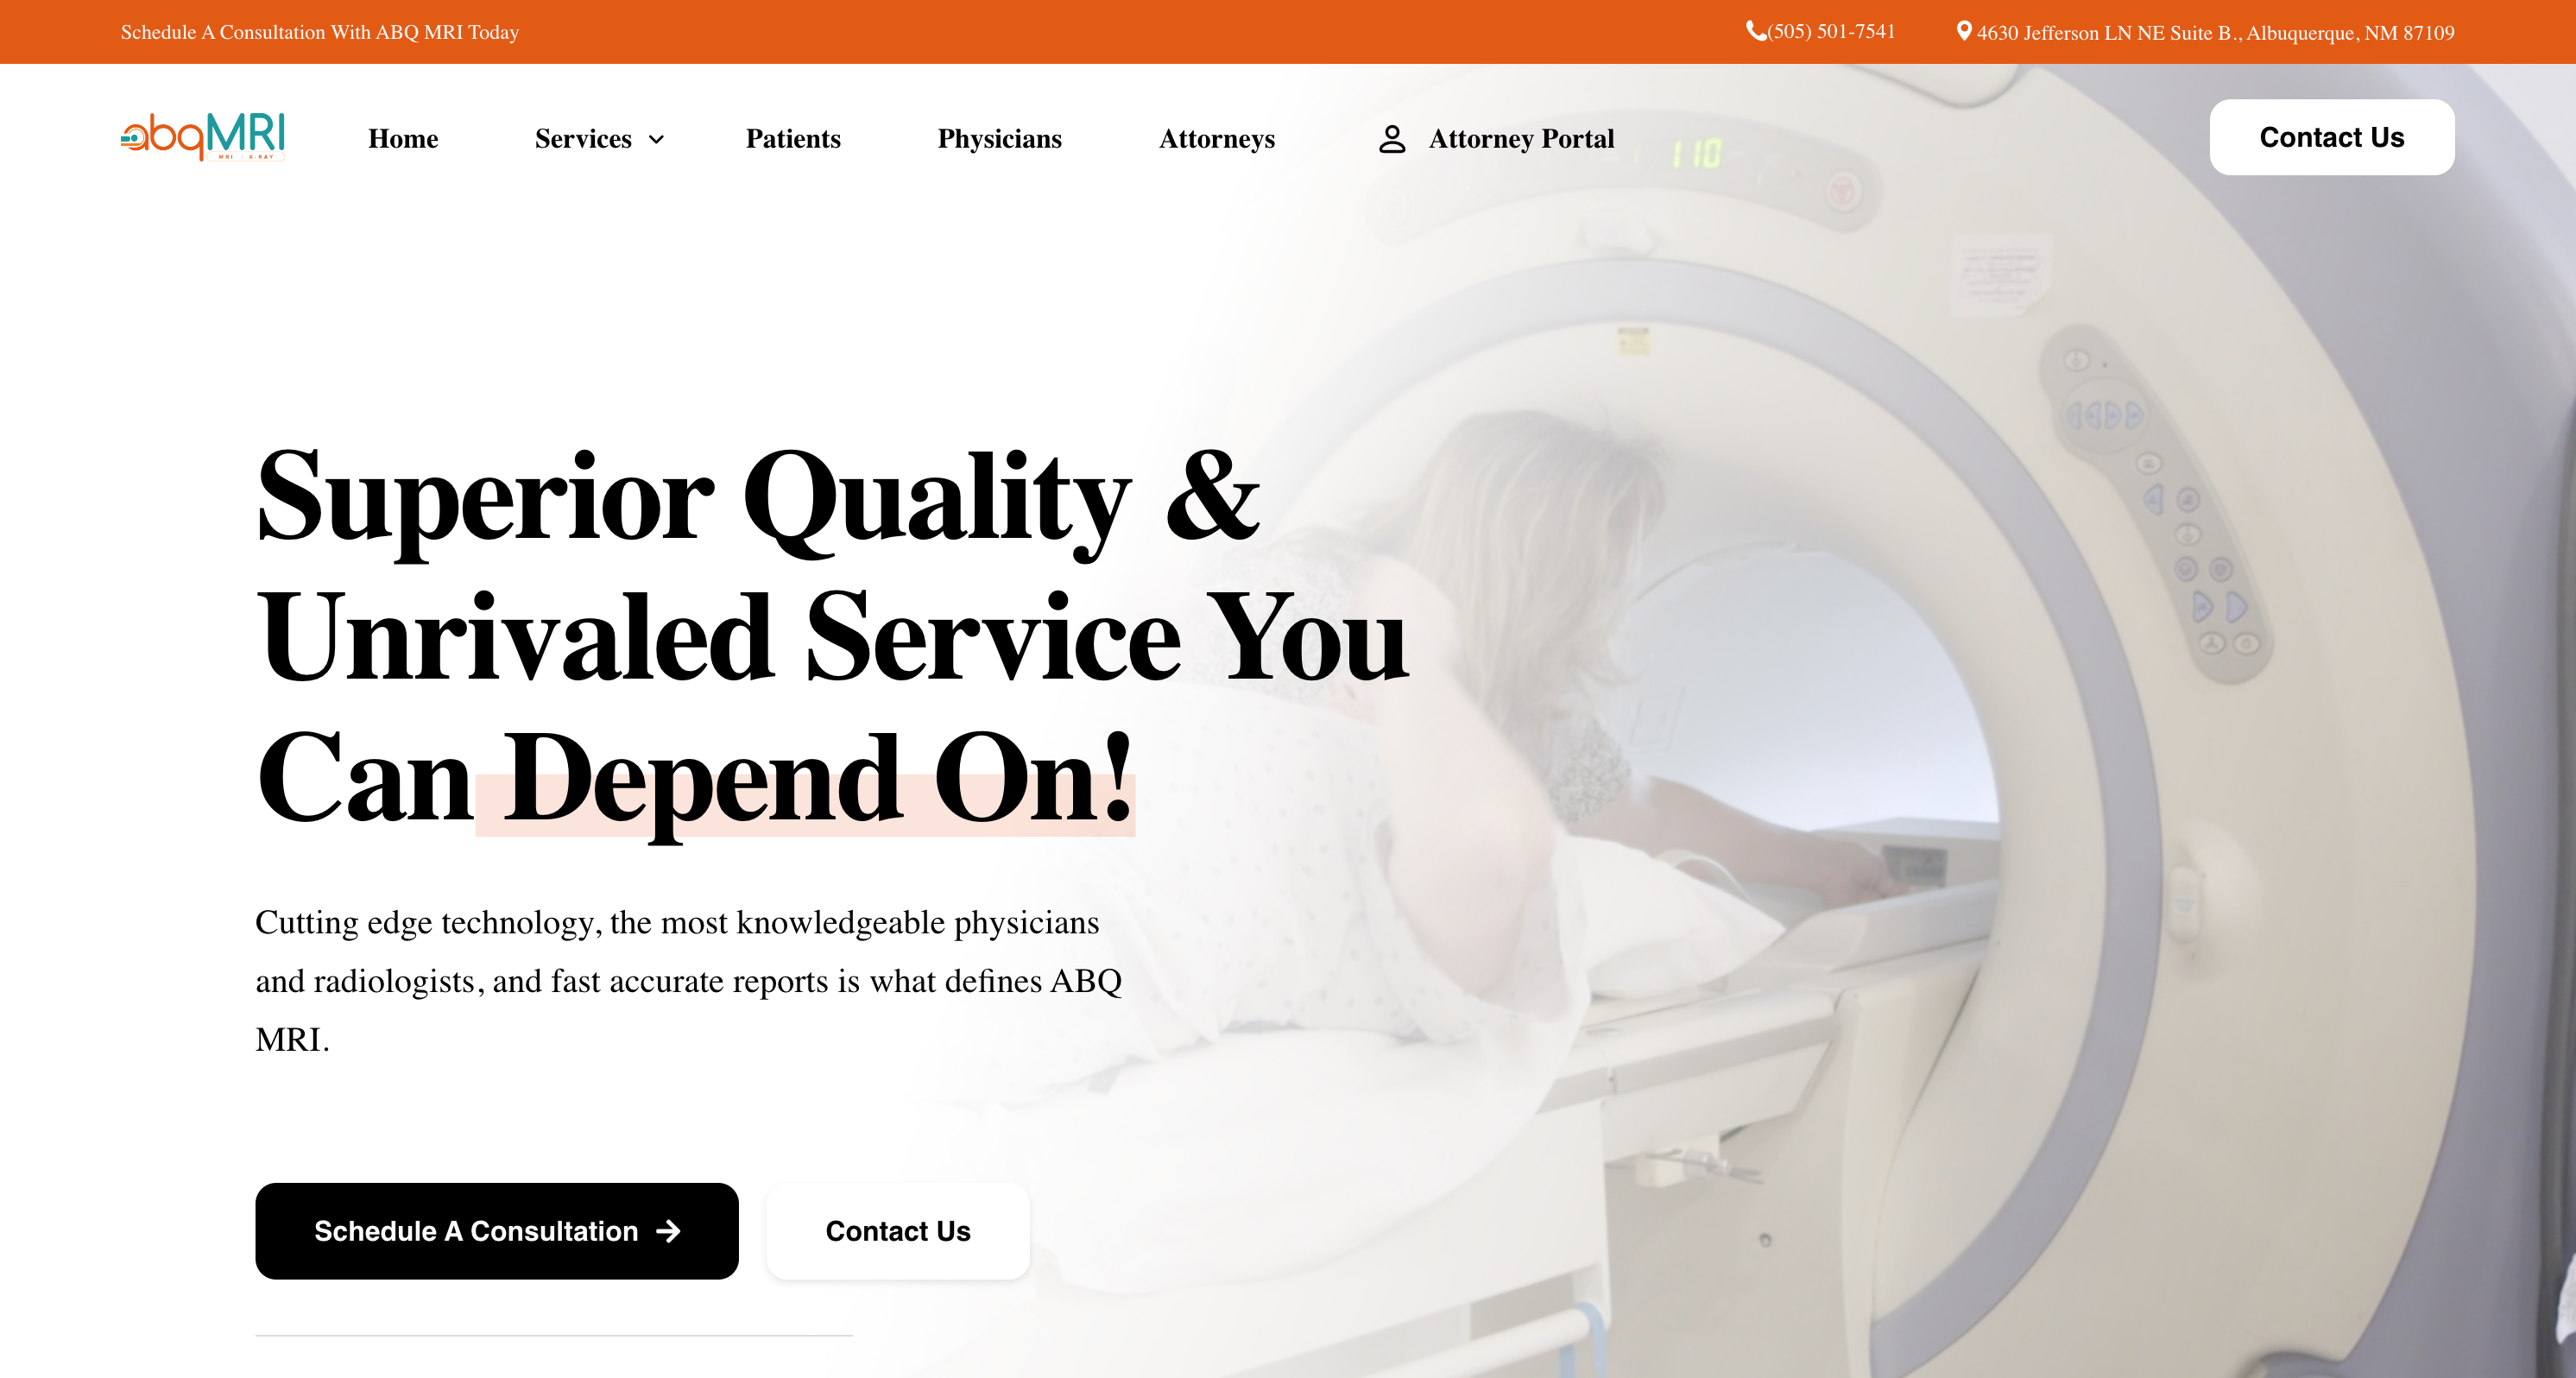 Schedule A Consultation With ABQ MRI Today
(505) 501-7541
4630 Jefferson LN NE Suite B., Albuquerque, NM 87109
abqMRI
MRI | X-RAY
Home
Services
Patients
Physicians
Attorneys
Attorney Portal
Contact Us
110
Superior Quality &
Unrivaled Service You
Can Depend On!
Cutting edge technology, the most knowledgeable physicians
and radiologists, and fast accurate reports is what defines ABQ
MRI.
Schedule A Consultation
Contact Us